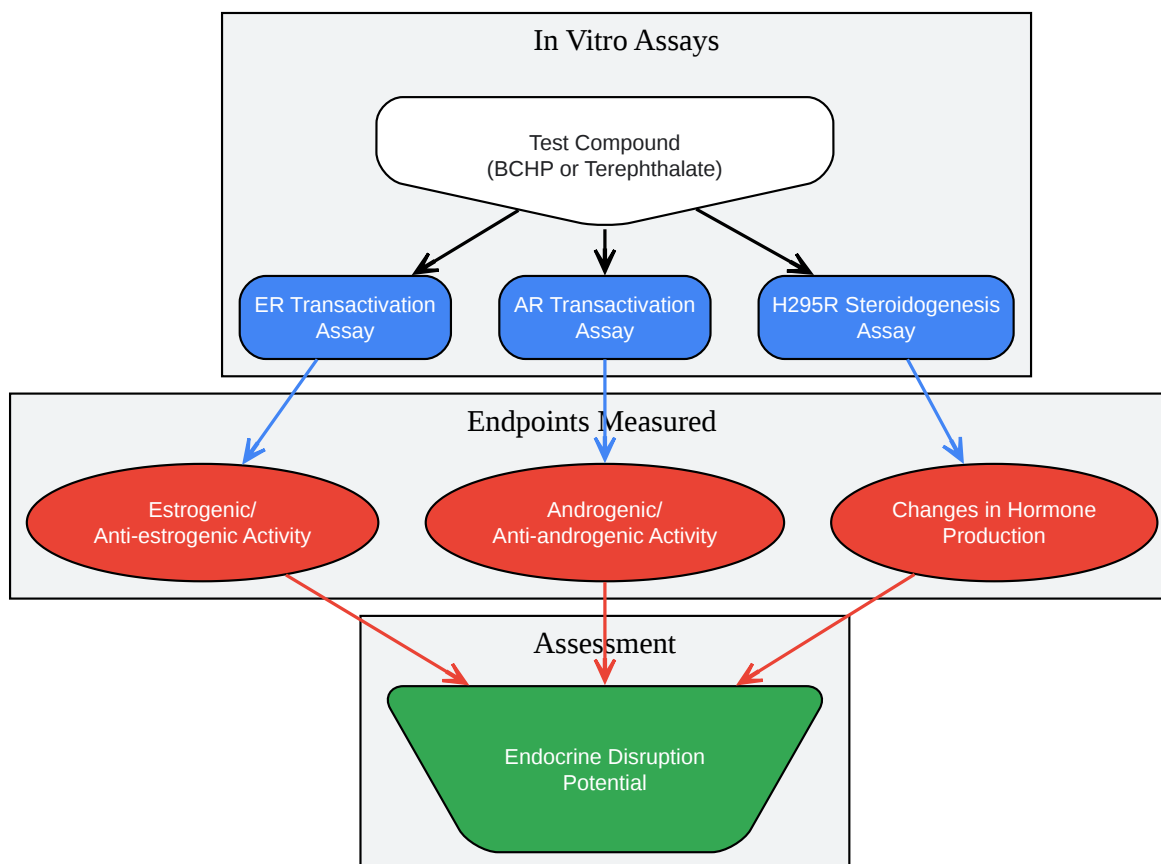 In Vitro Assays
Test Compound
(BCHP or Terephthalate)
ER Transactivation
Assay
AR Transactivation
Assay
H295R Steroidogenesis
Assay
Endpoints Measured
Estrogenic/
Anti-estrogenic Activity
Androgenic/
Anti-androgenic Activity
Changes in Hormone
Production
Assessment
Endocrine Disruption
Potential